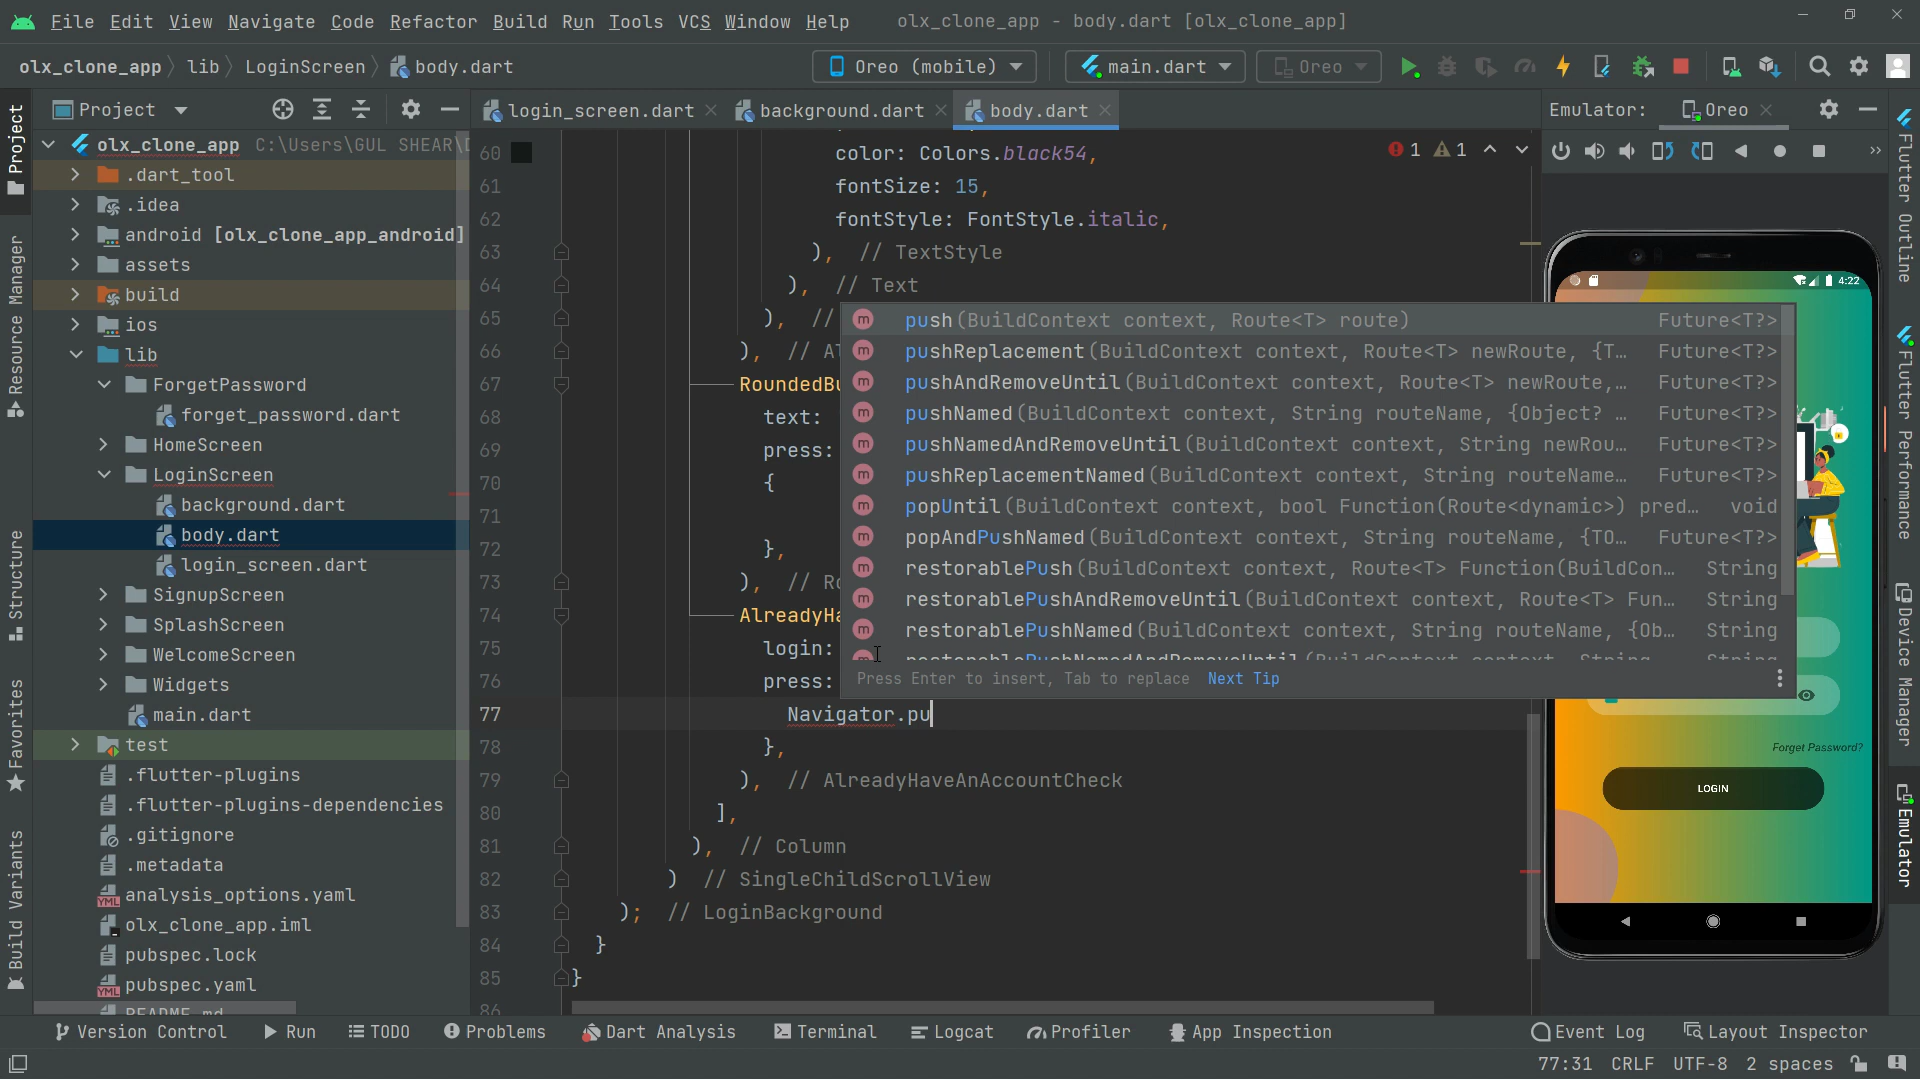 File Edit View Navigate Code Refactor Build Run Tools VCS Window Help olx_clone_app - body.dart [olx_clone_app]
olx_clone_app lib LoginScreen body.dart Oreo (mobile) main.dart Oreo
Project login_screen.dart background.dart body.dart Emulator: Oreo
olx_clone_app C:\Users\GUL SHEAR\
.dart_tool
.idea
android [olx_clone_app_android]
assets
build
ios
lib
ForgetPassword
forget_password.dart
HomeScreen
LoginScreen
background.dart
body.dart
login_screen.dart
SignupScreen
SplashScreen
WelcomeScreen
Widgets
main.dart
test
.flutter-plugins
.flutter-plugins-dependencies
.gitignore
.metadata
analysis_options.yaml
olx_clone_app.iml
pubspec.lock
pubspec.yaml
README.md
Project
Resource Manager
Structure
Favorites
Build Variants
1 1
60 color: Colors.black54,
61 fontSize: 15,
62 fontStyle: FontStyle.italic,
63 ), // TextStyle
64 ), // Text
65 ), //
66 ), // Al
67 RoundedBu
68 text:
69 press:
70 {
71
72 },
73 ), // Ro
74 AlreadyHa
75 login:
76 press:
77 Navigator.pu
78 },
79 ), // AlreadyHaveAnAccountCheck
80 ],
81 ), // Column
82 ) // SingleChildScrollView
83 ); // LoginBackground
84 }
85 }
86
push(BuildContext context, Route<T> route) Future<T?>
pushReplacement(BuildContext context, Route<T> newRoute, {T… Future<T?>
pushAndRemoveUntil(BuildContext context, Route<T> newRoute,… Future<T?>
pushNamed(BuildContext context, String routeName, {Object? … Future<T?>
pushNamedAndRemoveUntil(BuildContext context, String newRou… Future<T?>
pushReplacementNamed(BuildContext context, String routeName… Future<T?>
popUntil(BuildContext context, bool Function(Route<dynamic>) pred… void
popAndPushNamed(BuildContext context, String routeName, {TO… Future<T?>
restorablePush(BuildContext context, Route<T> Function(BuildCon… String
restorablePushAndRemoveUntil(BuildContext context, Route<T> Fun… String
restorablePushNamed(BuildContext context, String routeName, {Ob… String
restorablePushNamedAndRemoveUntil(BuildContext context, String String
Press Enter to insert, Tab to replace Next Tip
4:22
Forget Password?
LOGIN
Flutter Outline
Flutter Performance
Device Manager
Emulator
Version Control Run TODO Problems Dart Analysis Terminal Logcat Profiler App Inspection Event Log Layout Inspector
77:31 CRLF UTF-8 2 spaces